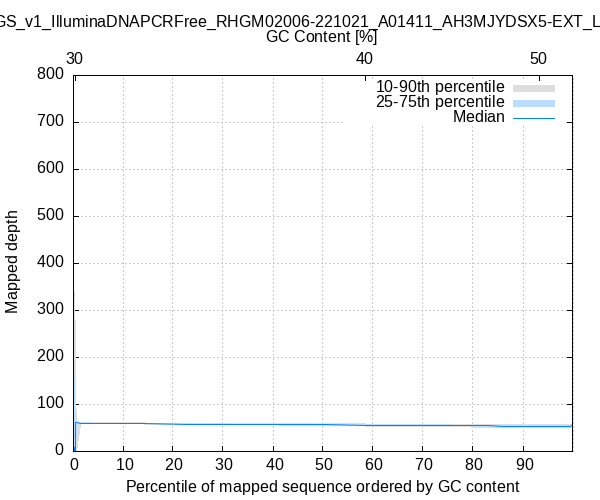 GS_v1_IlluminaDNAPCRFree_RHGM02006-221021_A01411_AH3MJYDSX5-EXT_L
GC Content [%]
30 40 50
800
700
600
500
400
300
200
100
0
Mapped depth
10-90th percentile
25-75th percentile
Median
0 10 20 30 40 50 60 70 80 90
Percentile of mapped sequence ordered by GC content